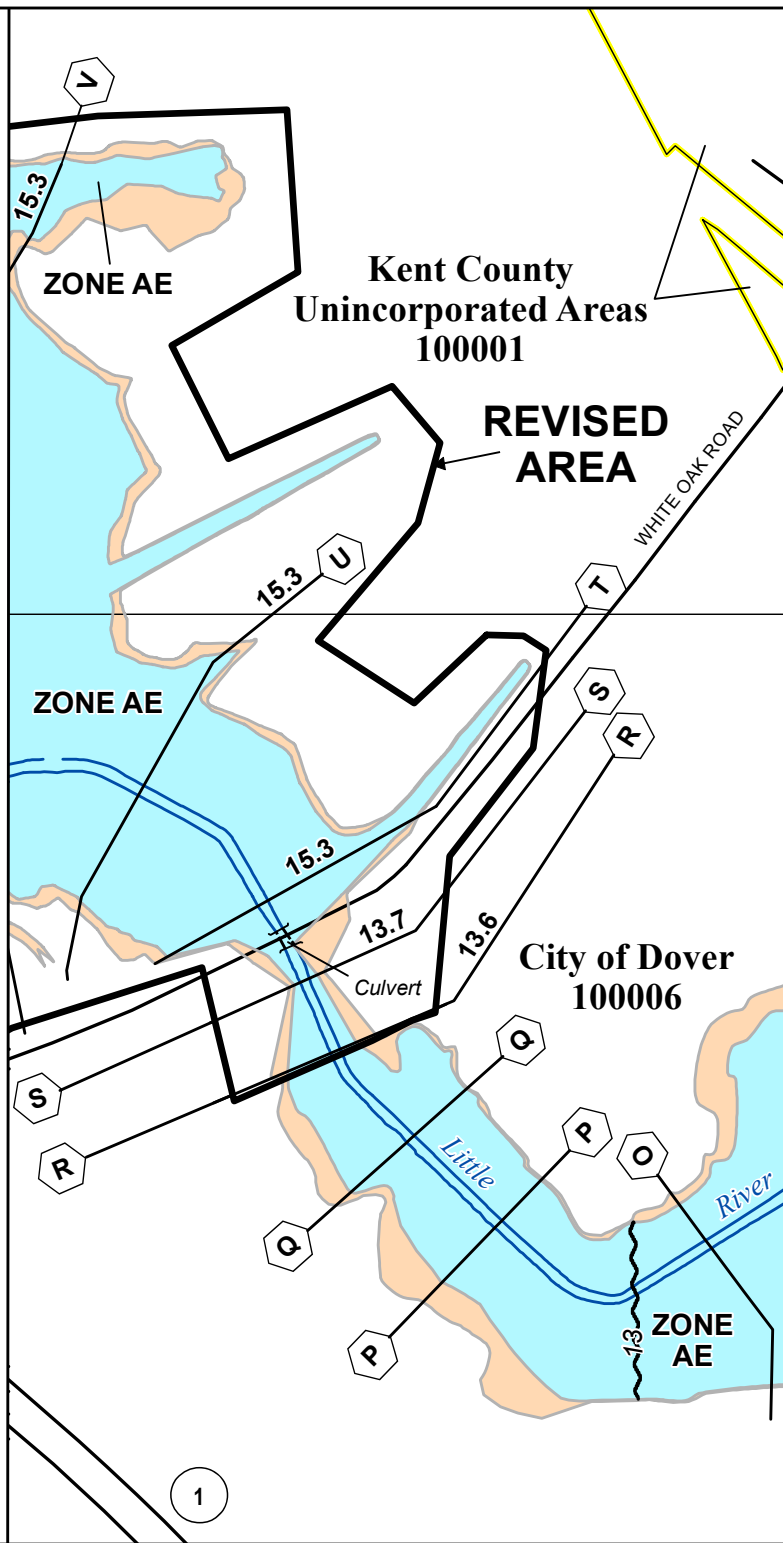 V
15.3
ZONE AE
Kent County
Unincorporated Areas
100001
REVISED
AREA
WHITE OAK ROAD
U
15.3
T
ZONE AE
S
R
15.3
13.7
13.6
City of Dover
100006
Culvert
Q
S
P
O
R
Little
River
Q
ZONE
AE
13
P
1